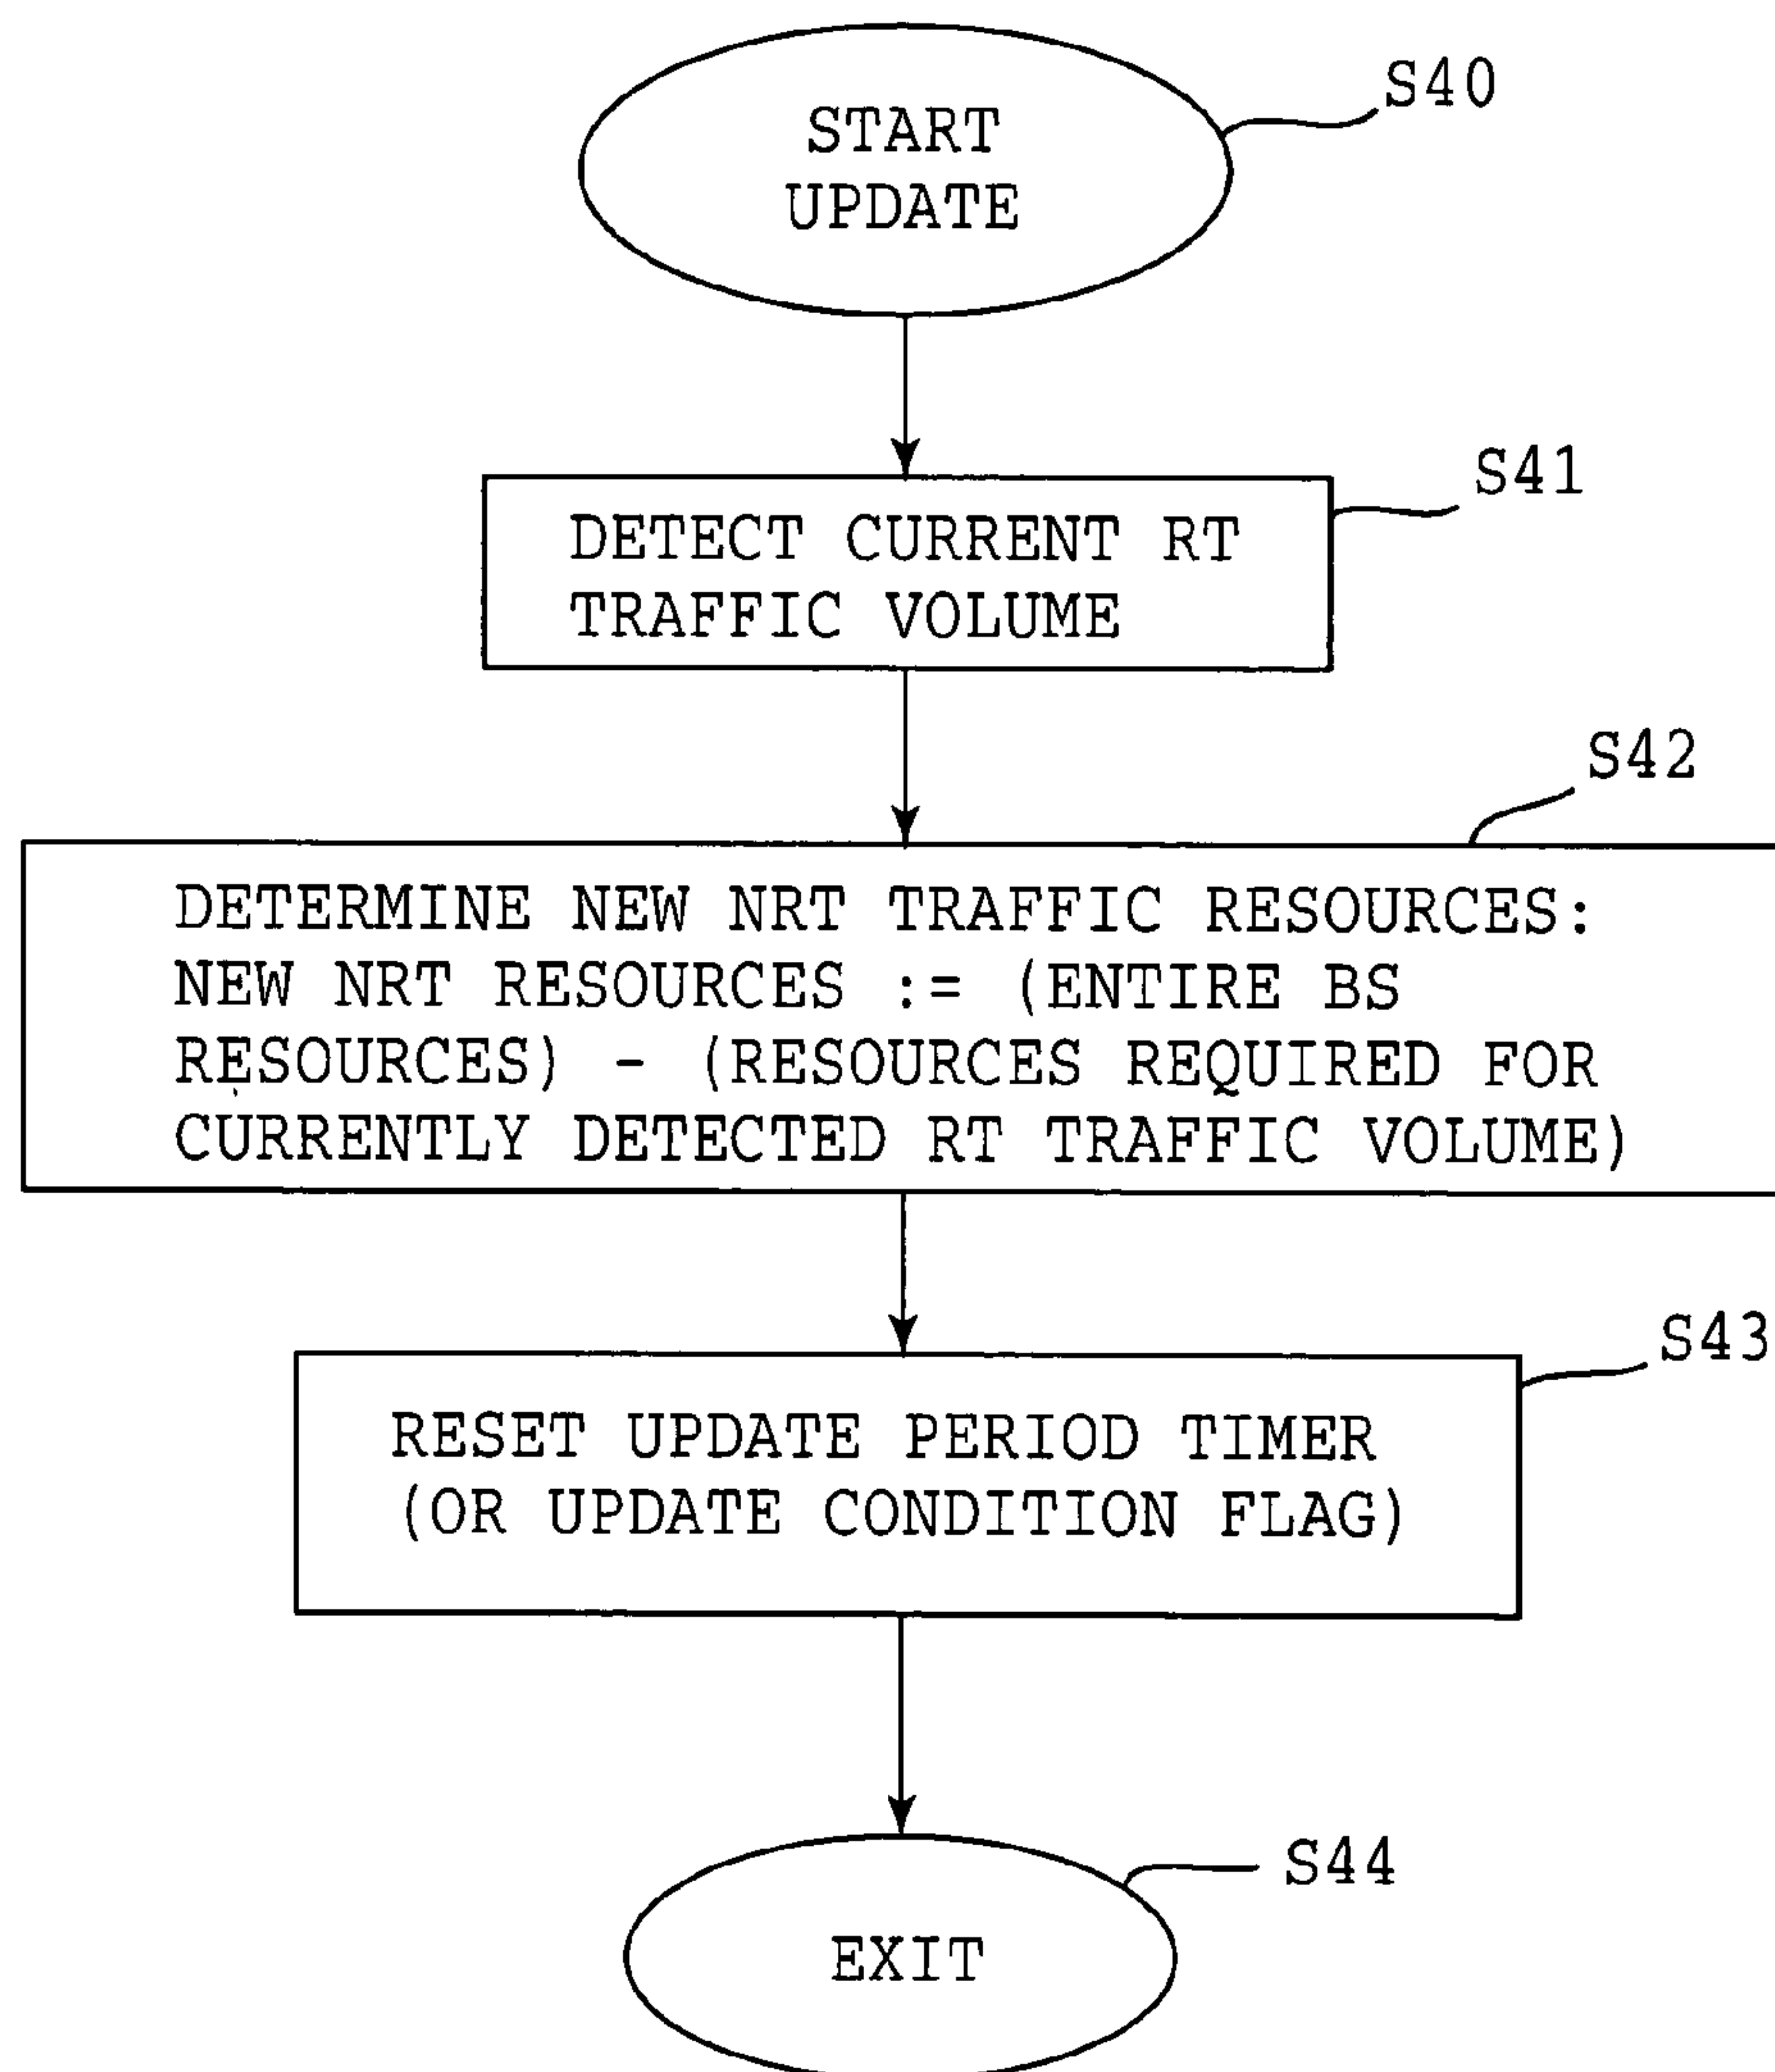 START
UPDATE
S40
DETECT CURRENT RT
TRAFFIC VOLUME
S41
S42
DETERMINE NEW NRT TRAFFIC RESOURCES:
NEW NRT RESOURCES := (ENTIRE BS
RESOURCES) - (RESOURCES REQUIRED FOR
CURRENTLY DETECTED RT TRAFFIC VOLUME)
S43
RESET UPDATE PERIOD TIMER
(OR UPDATE CONDITION FLAG)
S44
EXIT